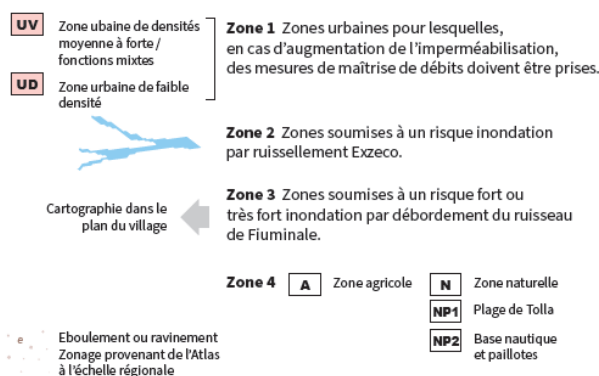 UV Zone ubaine de densités
moyenne à forte /
fonctions mixtes
UD Zone urbaine de faible
densité
Zone 1 Zones urbaines pour lesquelles,
en cas d'augmentation de l'imperméabilisation,
des mesures de maîtrise de débits doivent être prises.
Zone 2 Zones soumises à un risque inondation
par ruissellement Exzeco.
Cartographie dans le
plan du village
Zone 3 Zones soumises à un risque fort ou
très fort inondation par débordement du ruisseau
de Fiuminale.
Zone 4 A Zone agricole N Zone naturelle
NP1 Plage de Tolla
NP2 Base nautique
et paillotes
e Eboulement ou ravinement
Zonage provenant de l'Atlas
à l'échelle régionale